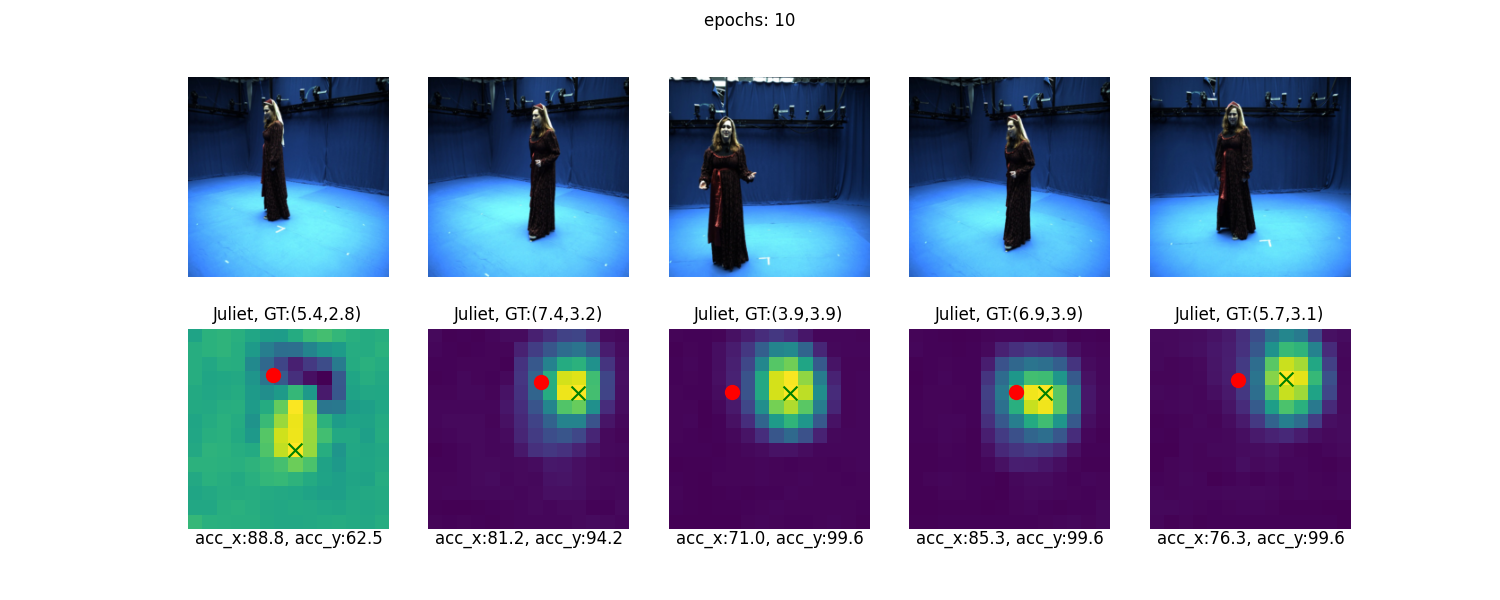 epochs: 10
Juliet, GT:(5.4,2.8)
Juliet, GT:(7.4,3.2)
Juliet, GT:(3.9,3.9)
Juliet, GT:(6.9,3.9)
Juliet, GT:(5.7,3.1)
acc_x:88.8, acc_y:62.5
acc_x:81.2, acc_y:94.2
acc_x:71.0, acc_y:99.6
acc_x:85.3, acc_y:99.6
acc_x:76.3, acc_y:99.6